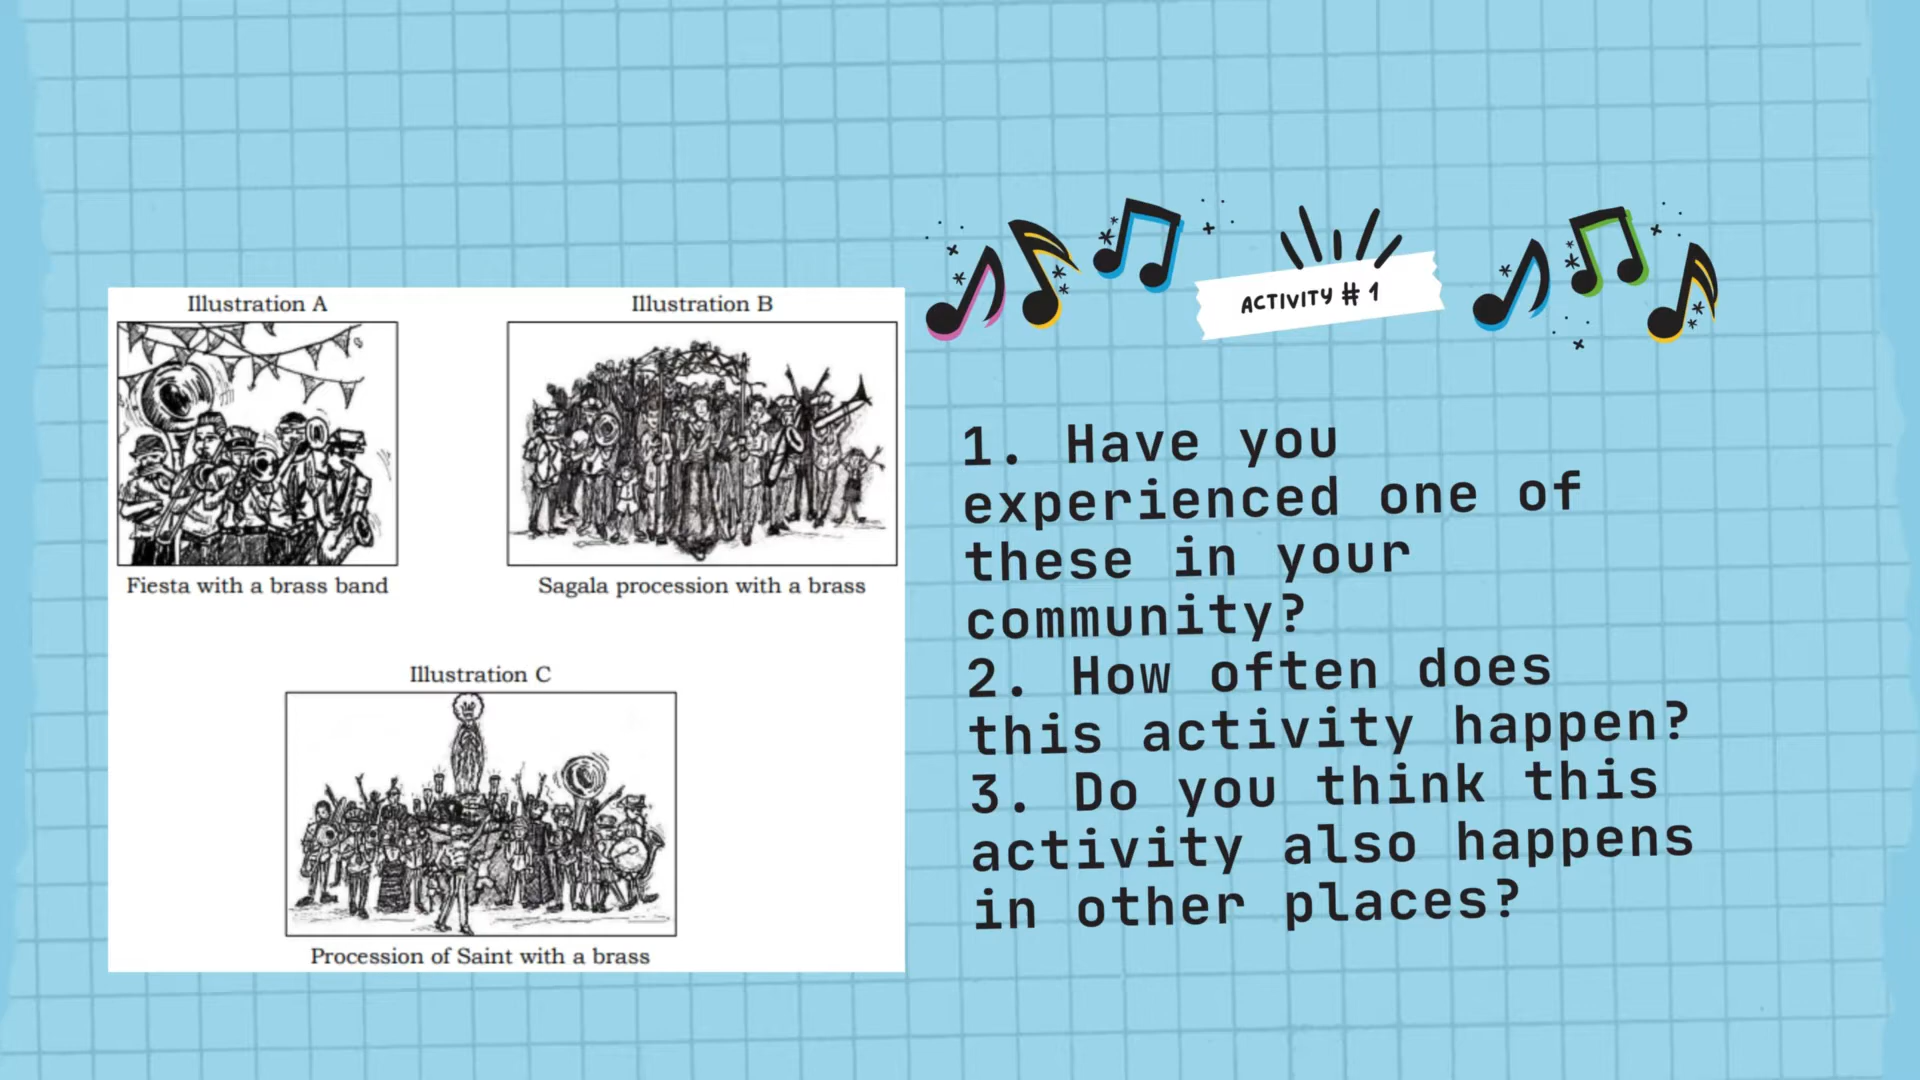 Illustration A
Illustration B
Fiesta with a brass band
Sagala procession with a brass
Illustration C
Procession of Saint with a brass
ACTIVITY # 1
1. Have you
experienced one of
these in your
community?
2. How often does
this activity happen?
3. Do you think this
activity also happens
in other places?